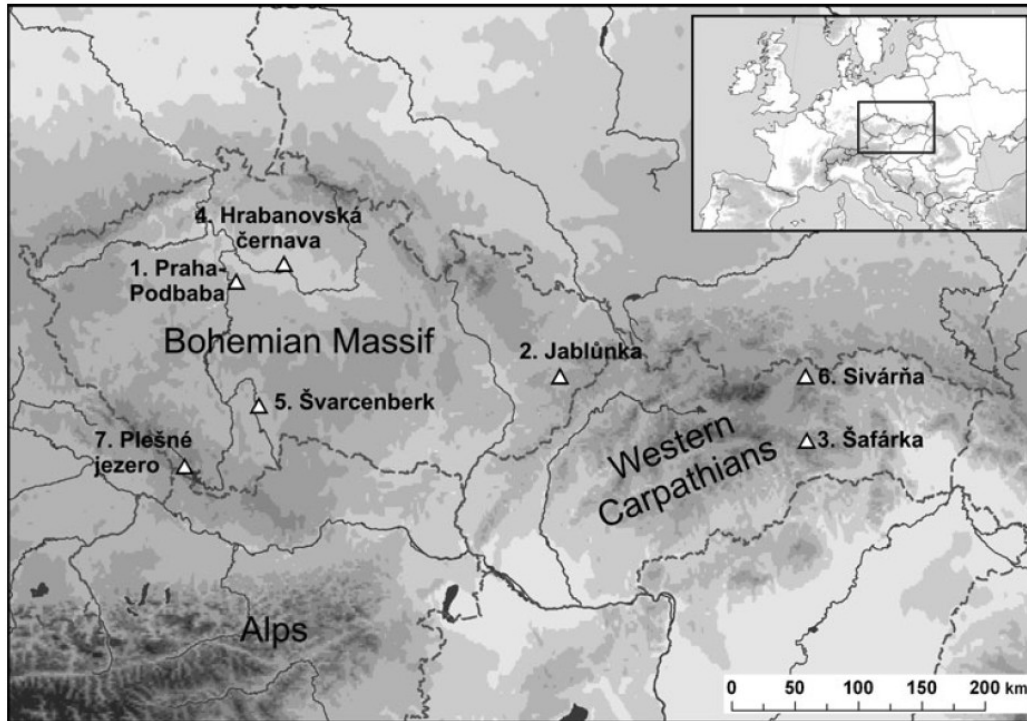 4. Hrabanovská
černava
1. Praha-
Podbaba
Bohemian Massif
2. Jablůnka
6. Sivárňa
5. Švarcenberk
3. Šafárka
7. Plešné
jezero
Western
Carpathians
Alps
0 50 100 150 200 km